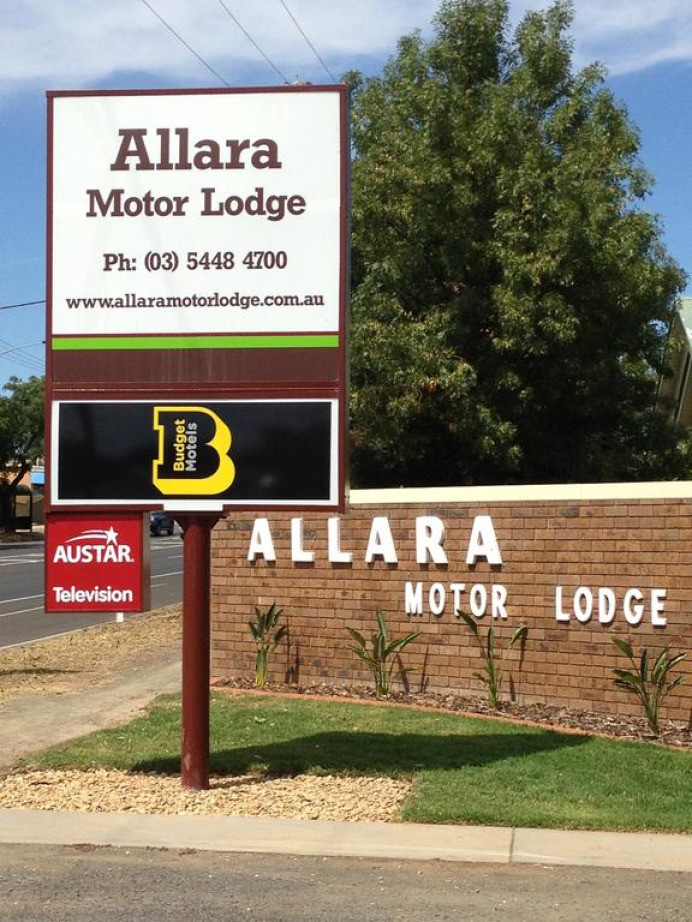 Allara
Motor Lodge
Ph: (03) 5448 4700
www.allaramotorlodge.com.au
B
Budget
Motels
AUSTAR
Television
ALLARA
MOTOR LODGE